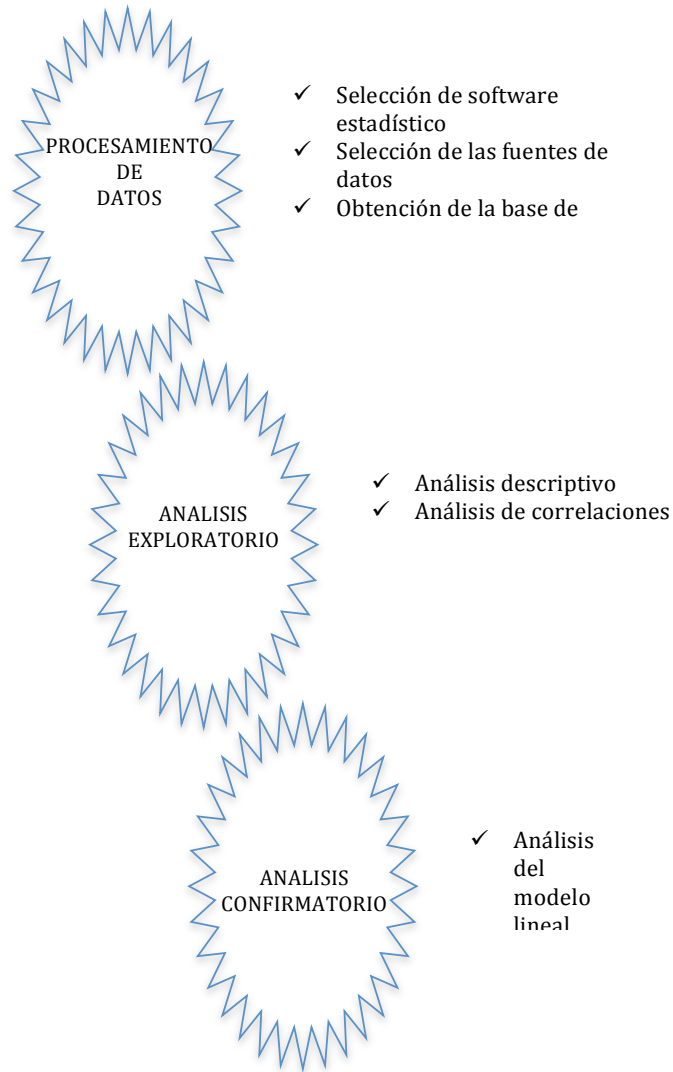 PROCESAMIENTO
DE
DATOS
✓ Selección de software
estadístico
✓ Selección de las fuentes de
datos
✓ Obtención de la base de
ANALISIS
EXPLORATORIO
✓ Análisis descriptivo
✓ Análisis de correlaciones
ANALISIS
CONFIRMATORIO
✓ Análisis
del
modelo
lineal